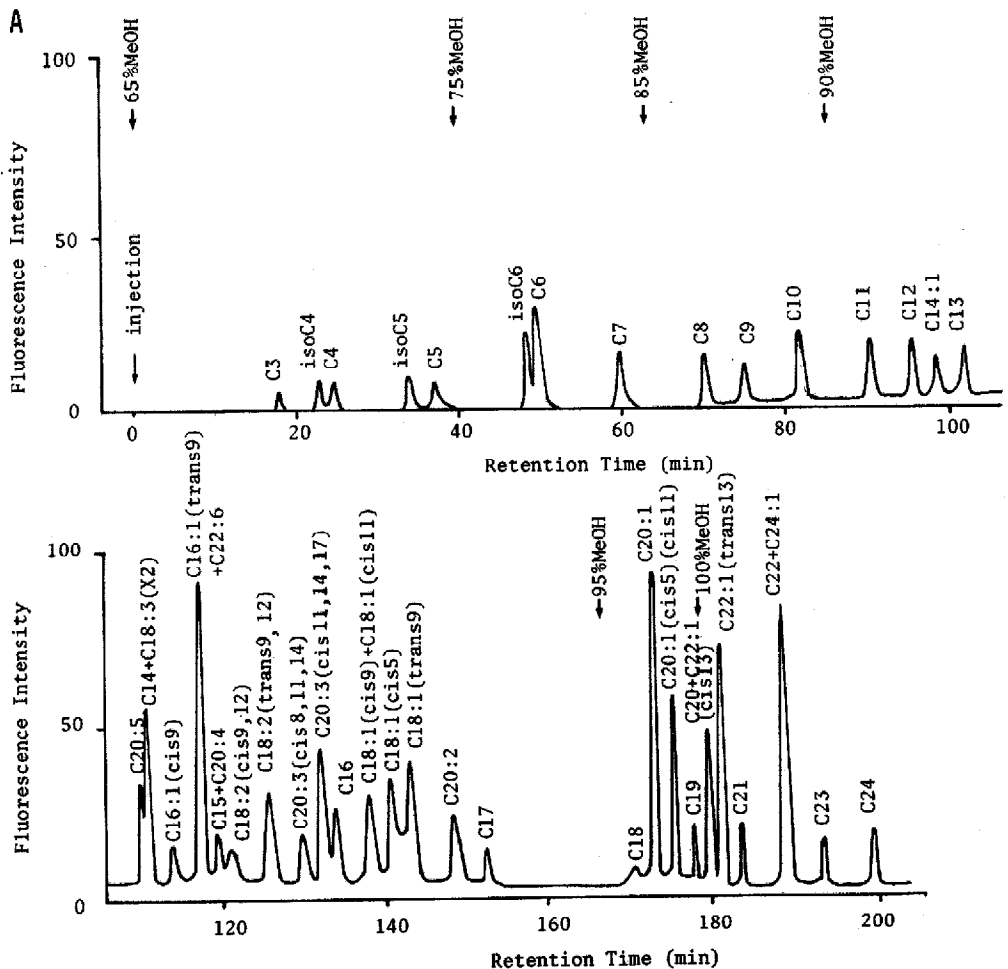 A
100
50
0
Fluorescence Intensity
65%MeOH
injection
75%MeOH
85%MeOH
90%MeOH
C3
isoC4
C4
isoC5
C5
isoC6
C6
C7
C8
C9
C10
C11
C12
C14:1
C13
0 20 40 60 80 100
Retention Time (min)
100
50
0
Fluorescence Intensity
C20:5
C14+C18:3(X2)
C16:1(cis9)
C16:1(trans9)
+C22:6
C15+C20:4
C18:2(cis9,12)
C18:2(trans9, 12)
C20:3(cis8,11,14)
C20:3(cis11,14,17)
C16
C18:1(cis9)+C18:1(cis11)
C18:1(cis5)
C18:1(trans9)
C20:2
C17
95%MeOH
C18
C20:1
C20:1(cis5)(cis11)
C19
C20+C22:1
(cis13)
100%MeOH
C22:1(trans13)
C21
C22+C24:1
C23
C24
120 140 160 180 200
Retention Time (min)